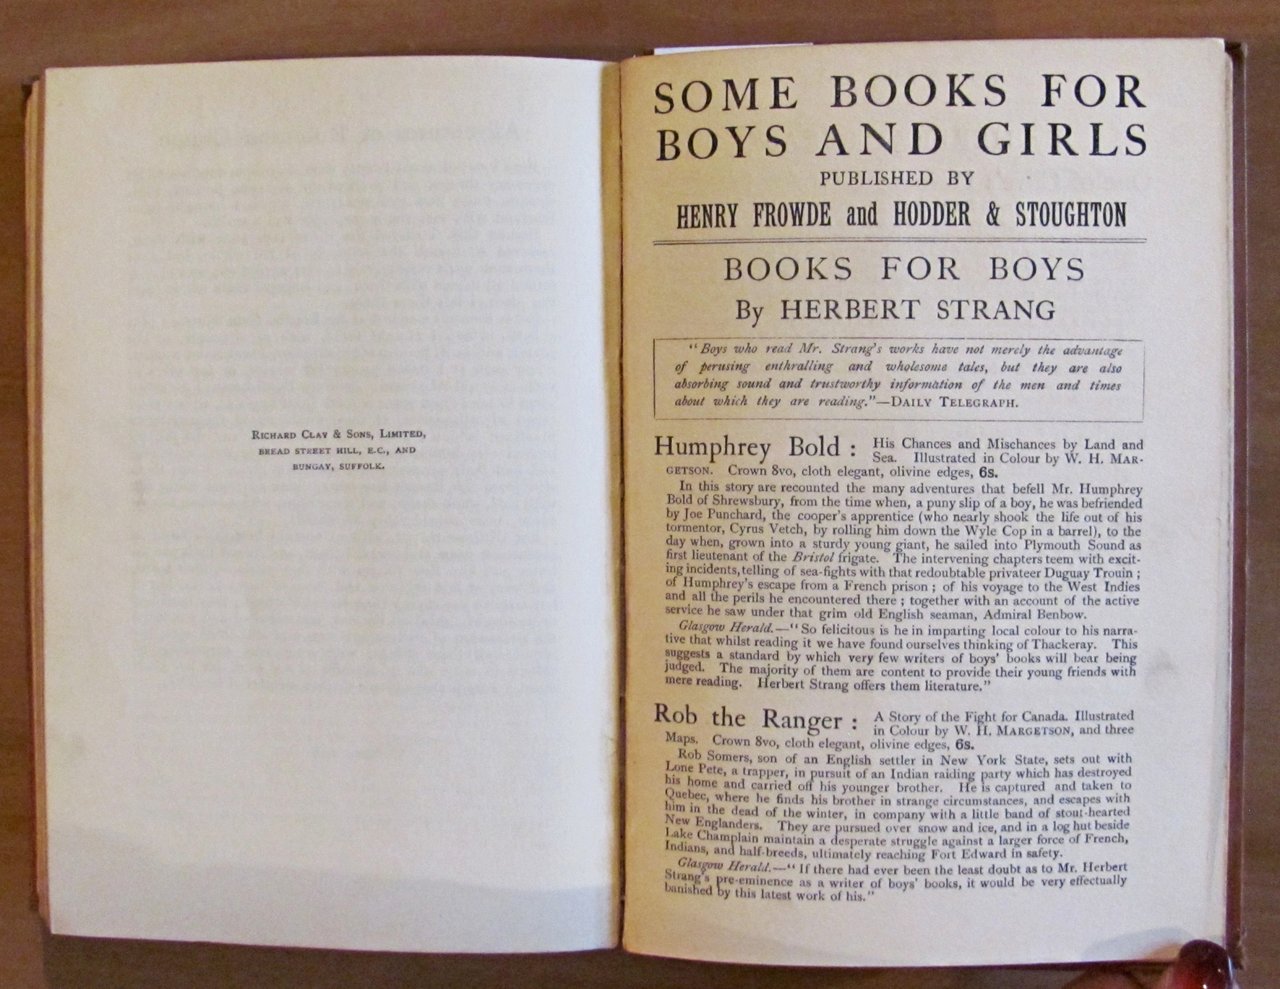 RICHARD CLAY & SONS, LIMITED,
BREAD STREET HILL, E.C., AND
BUNGAY, SUFFOLK.
SOME BOOKS FOR
BOYS AND GIRLS
PUBLISHED BY
HENRY FROWDE and HODDER & STOUGHTON
BOOKS FOR BOYS
By HERBERT STRANG
"Boys who read Mr. Strang's works have not merely the advantage
of perusing enthralling and wholesome tales, but they are also
absorbing sound and trustworthy information of the men and times
about which they are reading."—DAILY TELEGRAPH.
Humphrey Bold: His Chances and Mischances by Land and
Sea. Illustrated in Colour by W. H. MAR-
GETSON. Crown 8vo, cloth elegant, olivine edges, 6s.
In this story are recounted the many adventures that befell Mr. Humphrey
Bold of Shrewsbury, from the time when, a puny slip of a boy, he was befriended
by Joe Punchard, the cooper's apprentice (who nearly shook the life out of his
tormentor, Cyrus Vetch, by rolling him down the Wyle Cop in a barrel), to the
day when, grown into a sturdy young giant, he sailed into Plymouth Sound as
first lieutenant of the Bristol frigate. The intervening chapters teem with excit-
ing incidents, telling of sea-fights with that redoubtable privateer Duguay Trouin;
of Humphrey's escape from a French prison; of his voyage to the West Indies
and all the perils he encountered there; together with an account of the active
service he saw under that grim old English seaman, Admiral Benbow.
Glasgow Herald.—"So felicitous is he in imparting local colour to his narra-
tive that whilst reading it we have found ourselves thinking of Thackeray. This
suggests a standard by which very few writers of boys' books will bear being
judged. The majority of them are content to provide their young friends with
mere reading. Herbert Strang offers them literature."
Rob the Ranger: A Story of the Fight for Canada. Illustrated
in Colour by W. H. MARGETSON, and three
Maps. Crown 8vo, cloth elegant, olivine edges, 6s.
Rob Somers, son of an English settler in New York State, sets out with
Lone Pete, a trapper, in pursuit of an Indian raiding party which has destroyed
his home and carried off his younger brother. He is captured and taken to
Quebec, where he finds his brother in strange circumstances, and escapes with
him in the dead of the winter, in company with a little band of stout-hearted
New Englanders. They are pursued over snow and ice, and in a log hut beside
Lake Champlain maintain a desperate struggle against a larger force of French,
Indians, and half-breeds, ultimately reaching Fort Edward in safety.
Glasgow Herald.—"If there had ever been the least doubt as to Mr. Herbert
Strang's pre-eminence as a writer of boys' books, it would be very effectually
banished by this latest work of his."